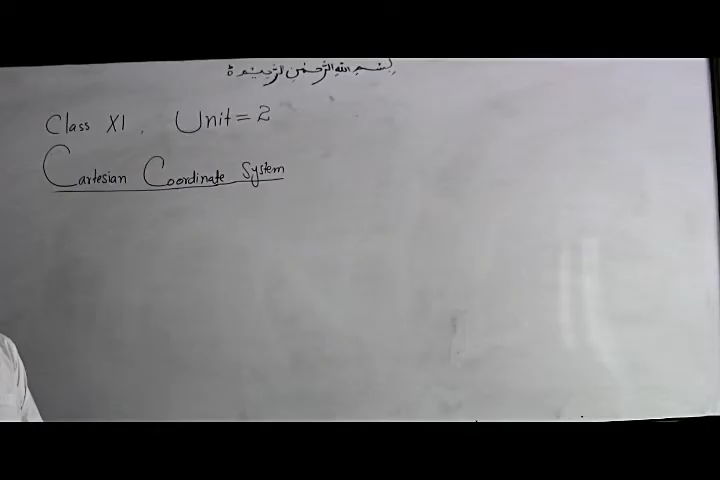 بسم الله الرحمن الرحيم ه
Class XI, Unit = 2
Cartesian Coordinate System